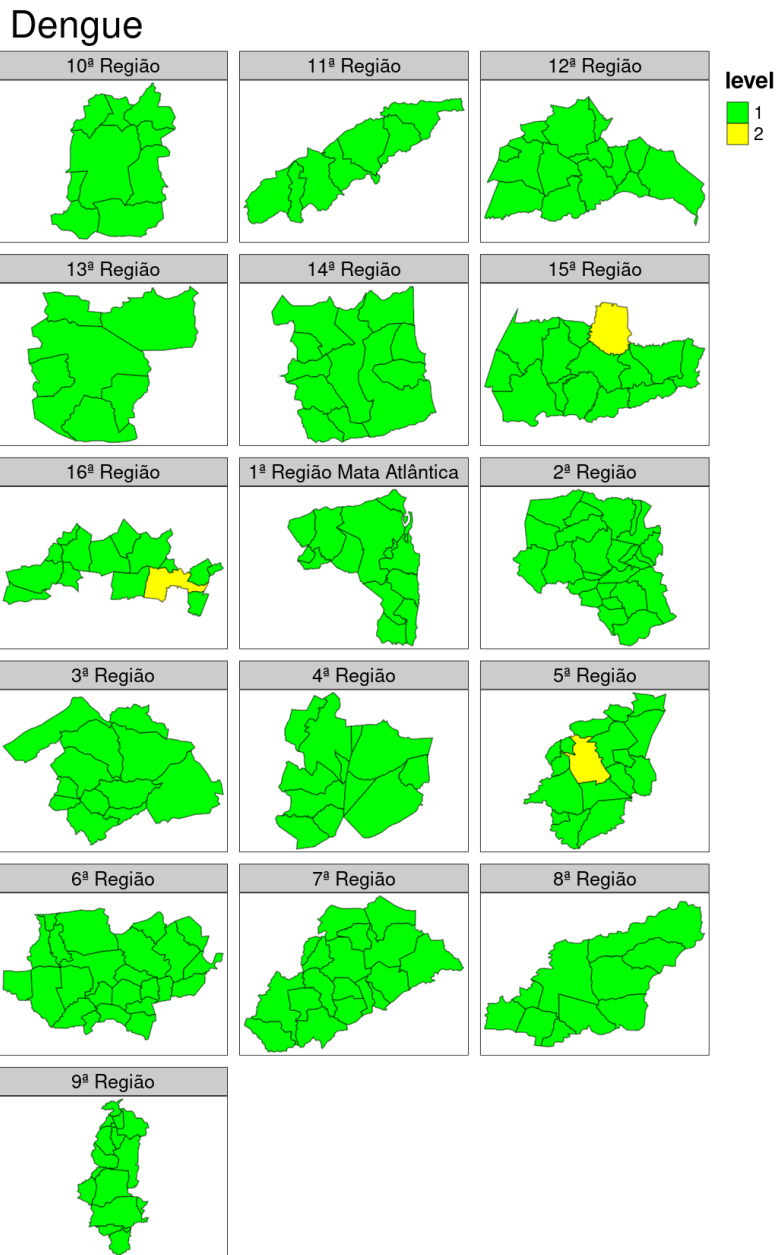 Dengue
10ª Região
11ª Região
12ª Região
level
1
2
13ª Região
14ª Região
15ª Região
16ª Região
1ª Região Mata Atlântica
2ª Região
3ª Região
4ª Região
5ª Região
6ª Região
7ª Região
8ª Região
9ª Região